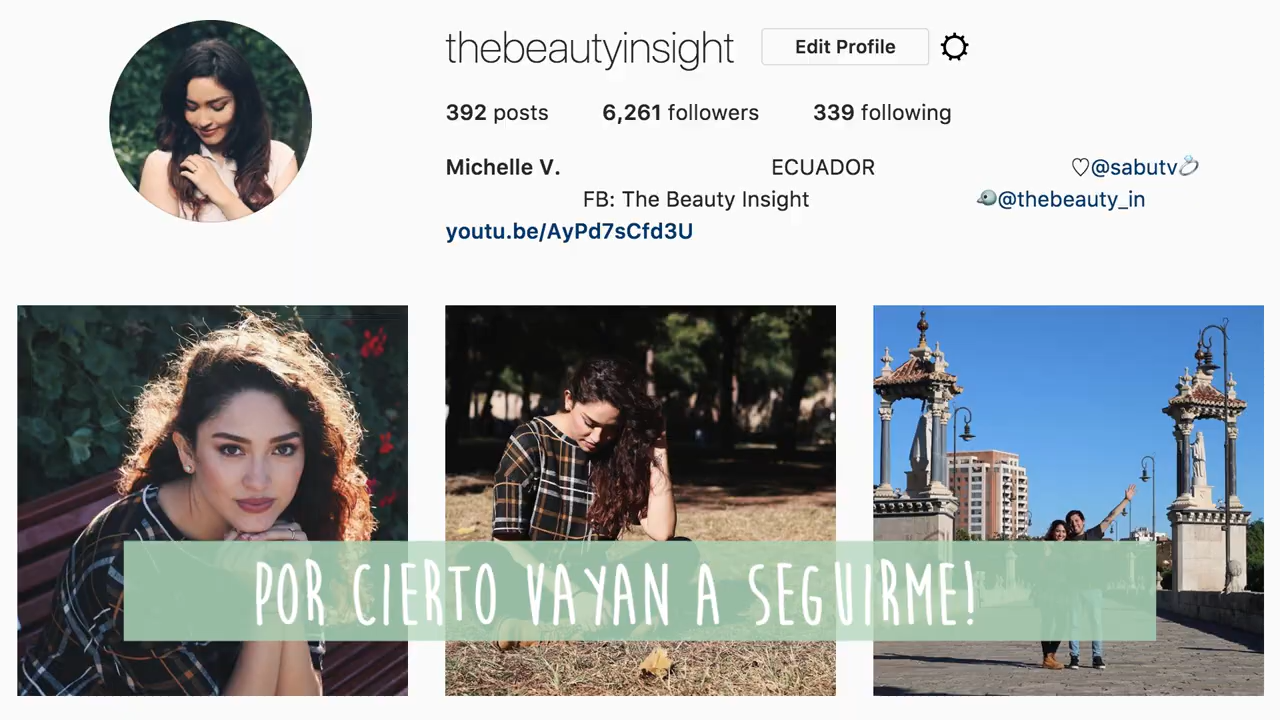 thebeautyinsight Edit Profile
392 posts 6,261 followers 339 following
Michelle V. ECUADOR ♡@sabutv💍
FB: The Beauty Insight 🐦@thebeauty_in
youtu.be/AyPd7sCfd3U
POR CIERTO VAYAN A SEGUIRME!